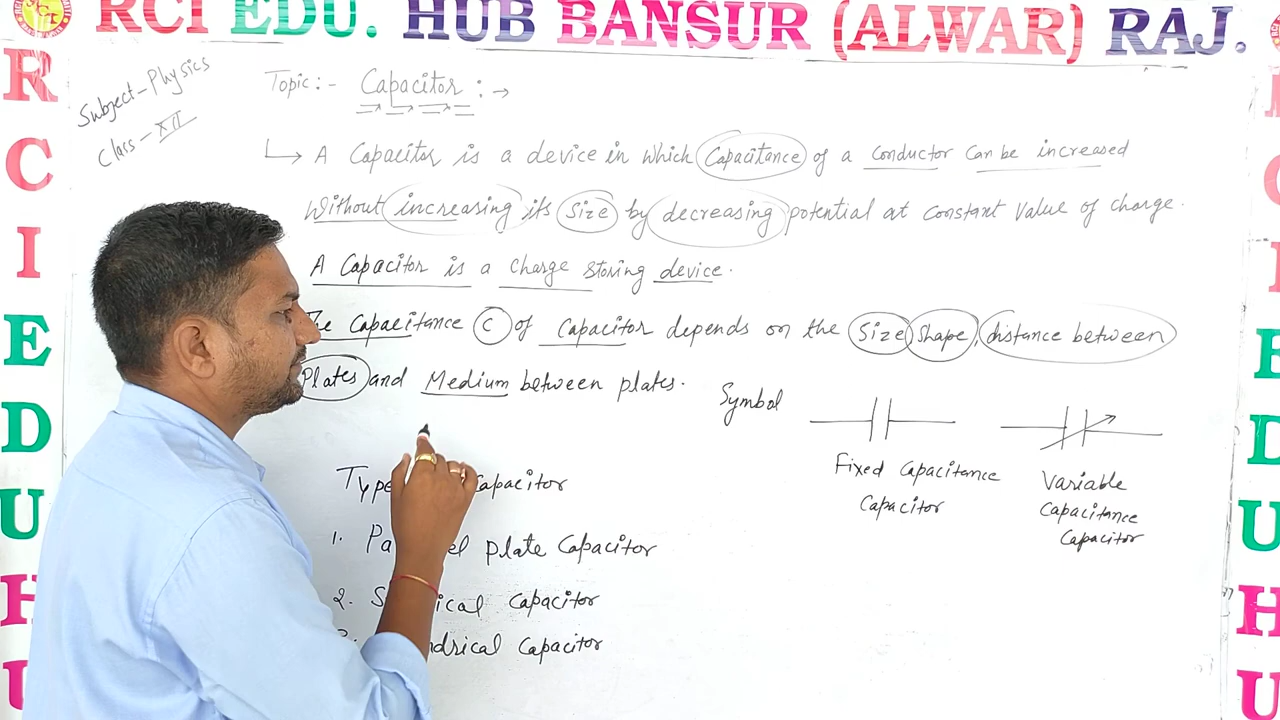 RCI EDU. HUB BANSUR (ALWAR) RAJ.
R
C
I
E
D
U
H
U
Subject-Physics
Class-XII
Topic:- Capacitor :→
A Capacitor is a device in which Capacitance of a conductor can be increased
Without increasing its size by decreasing potential at constant value of charge.
A Capacitor is a charge storing device.
The Capacitance C of Capacitor depends on the size, shape, distance between
Plates and Medium between plates.
Symbol
Fixed Capacitance
Capacitor
Variable
Capacitance
Capacitor
Capacitor
1. plate Capacitor
2. Capacitor
Capacitor
E
D
U
H
U